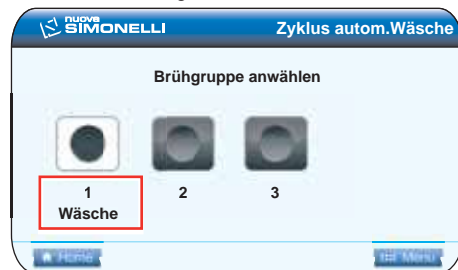 nuova
SIMONELLI
Zyklus autom.Wäsche
Brühgruppe anwählen
1 2 3
Wäsche
Home
Menu